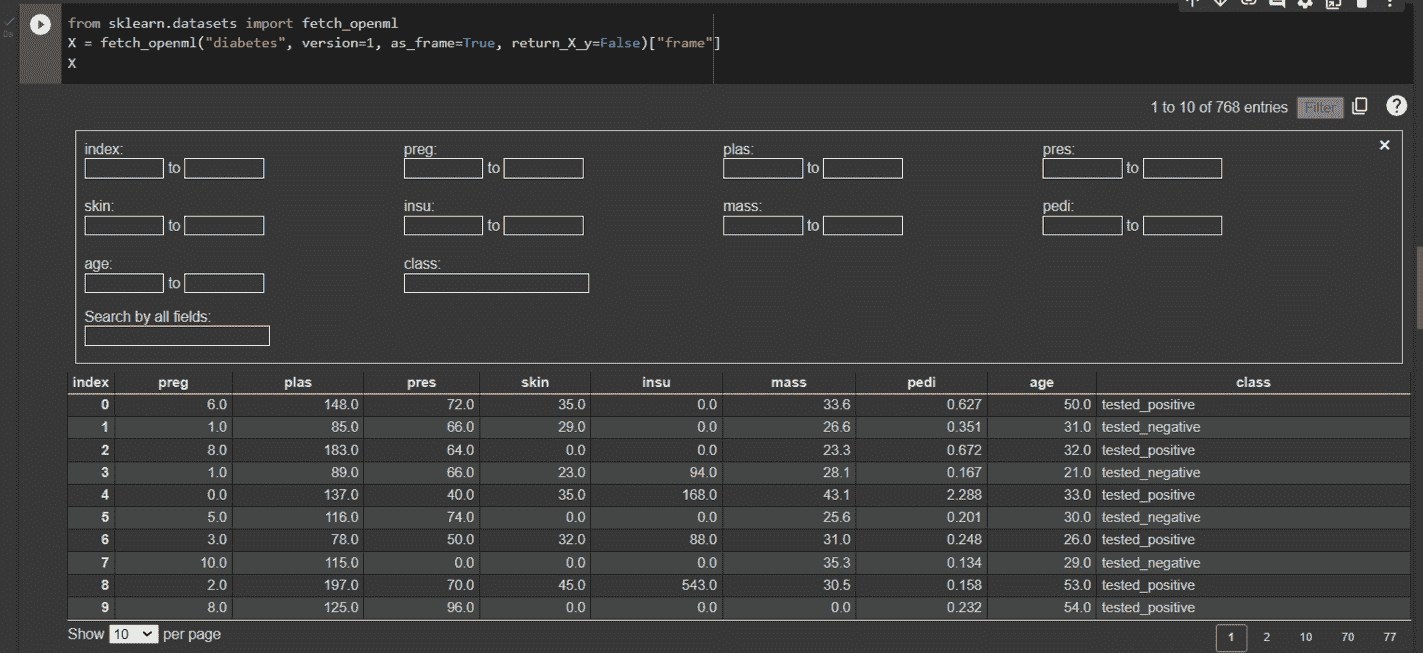 from sklearn.datasets import fetch_openml
X = fetch_openml("diabetes", version=1, as_frame=True, return_X_y=False)["frame"]
X
1 to 10 of 768 entries Filter ?
index: preg: plas: pres:
to to to to
skin: insu: mass: pedi:
to to to to
age: class:
to
Search by all fields:
index preg plas pres skin insu mass pedi age class
0 6.0 148.0 72.0 35.0 0.0 33.6 0.627 50.0 tested_positive
1 1.0 85.0 66.0 29.0 0.0 26.6 0.351 31.0 tested_negative
2 8.0 183.0 64.0 0.0 0.0 23.3 0.672 32.0 tested_positive
3 1.0 89.0 66.0 23.0 94.0 28.1 0.167 21.0 tested_negative
4 0.0 137.0 40.0 35.0 168.0 43.1 2.288 33.0 tested_positive
5 5.0 116.0 74.0 0.0 0.0 25.6 0.201 30.0 tested_negative
6 3.0 78.0 50.0 32.0 88.0 31.0 0.248 26.0 tested_positive
7 10.0 115.0 0.0 0.0 0.0 35.3 0.134 29.0 tested_negative
8 2.0 197.0 70.0 45.0 543.0 30.5 0.158 53.0 tested_positive
9 8.0 125.0 96.0 0.0 0.0 0.0 0.232 54.0 tested_positive
Show 10 per page 1 2 10 70 77